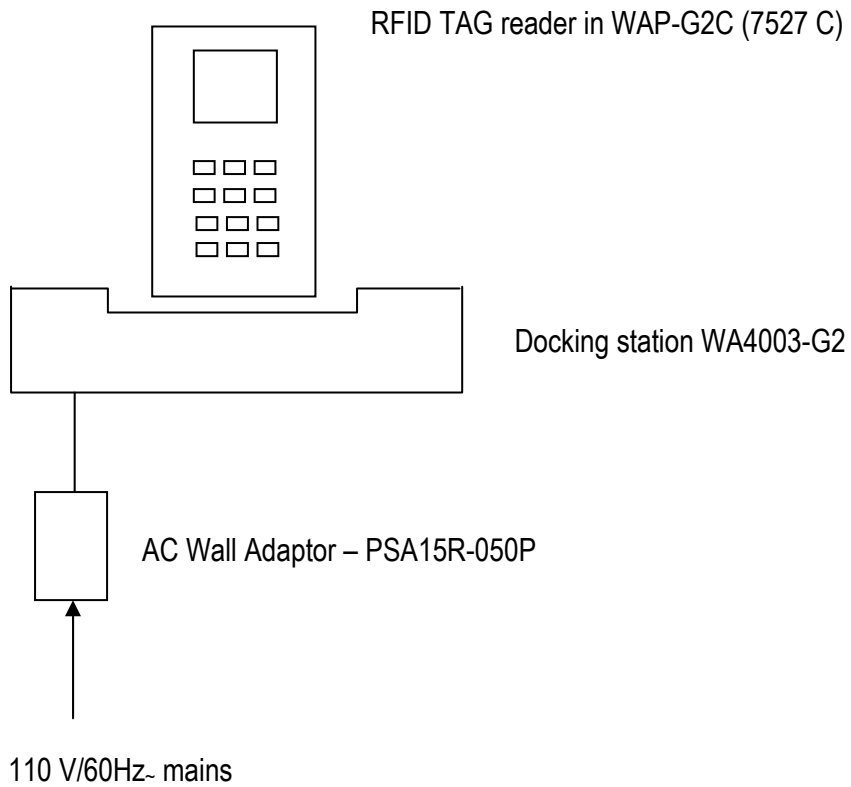 RFID TAG reader in WAP-G2C (7527 C)
Docking station WA4003-G2
AC Wall Adaptor – PSA15R-050P
110 V/60Hz~ mains